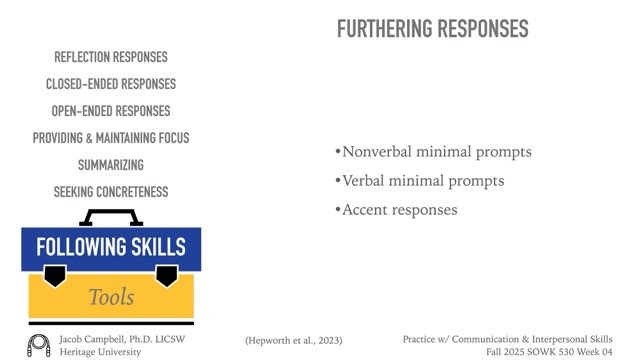 FURTHERING RESPONSES
REFLECTION RESPONSES
CLOSED-ENDED RESPONSES
OPEN-ENDED RESPONSES
PROVIDING & MAINTAINING FOCUS
SUMMARIZING
SEEKING CONCRETENESS
FOLLOWING SKILLS
Tools
•Nonverbal minimal prompts
•Verbal minimal prompts
•Accent responses
Jacob Campbell, Ph.D. LICSW
Heritage University
(Hepworth et al., 2023)
Practice w/ Communication & Interpersonal Skills
Fall 2025 SOWK 530 Week 04